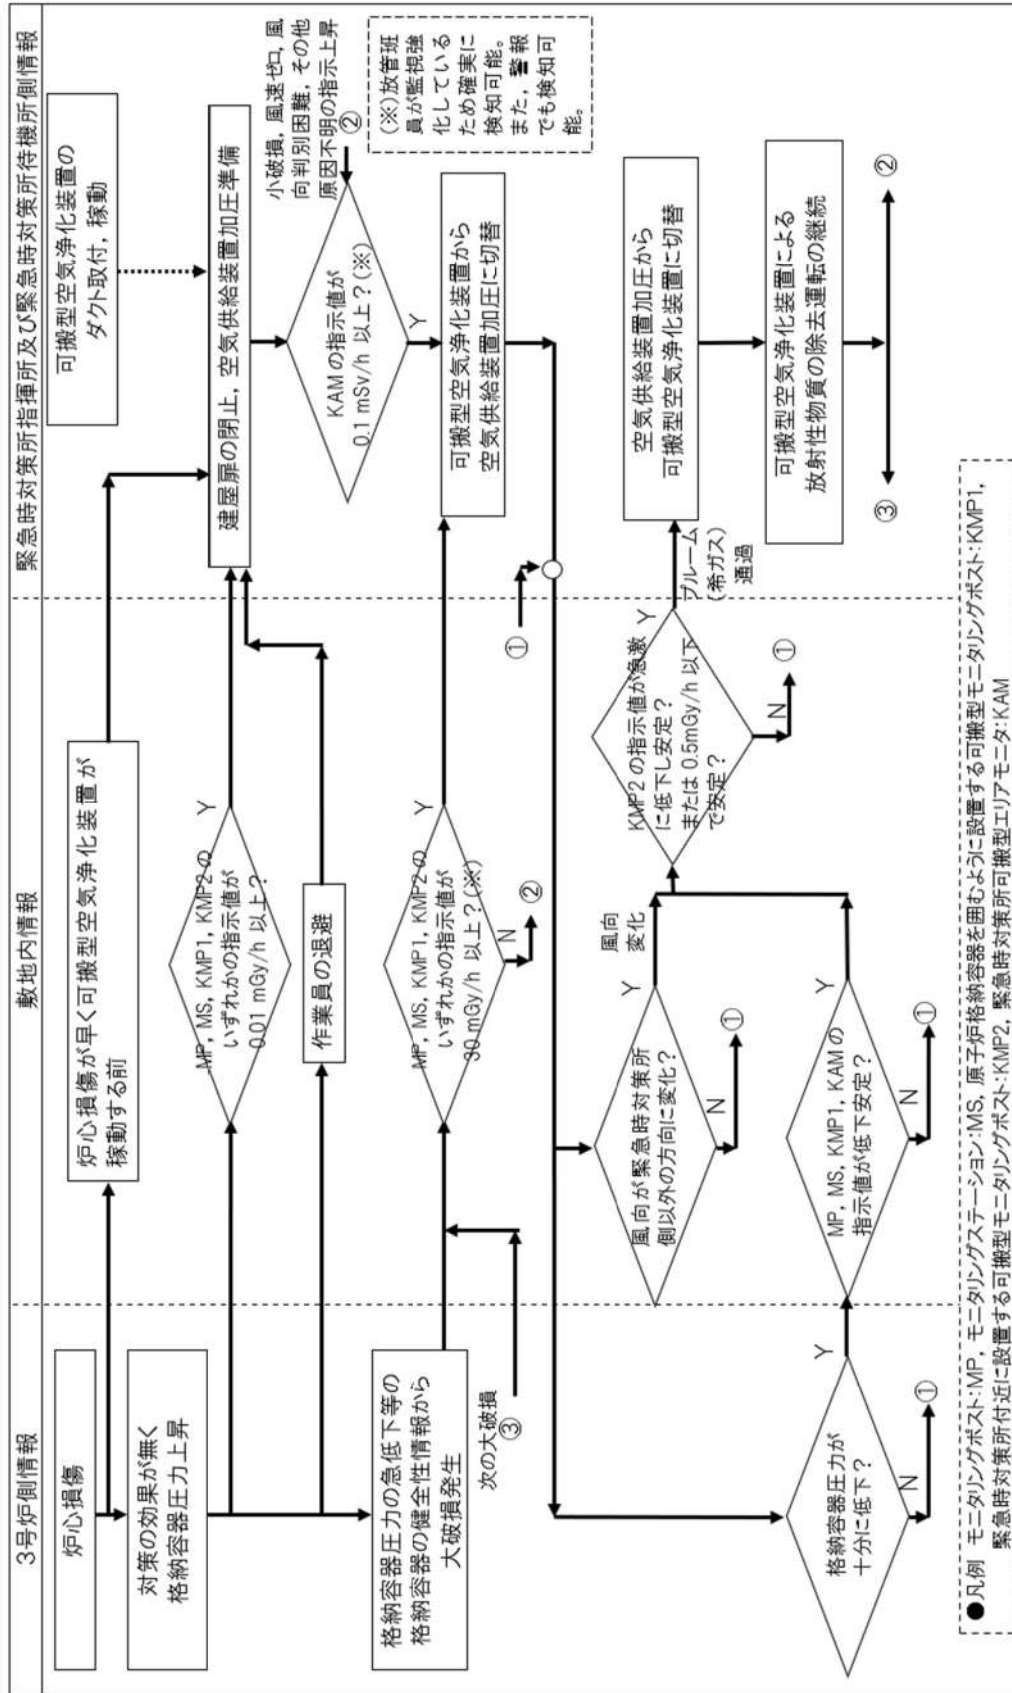 3号炉側情報
敷地内情報
緊急時対策所指揮所及び緊急時対策所待機所側情報
炉心損傷
対策の効果が無く
格納容器圧力上昇
格納容器圧力の急低下等の
格納容器の健全性情報から
大破損発生
次の大破損
③
格納容器圧力が
十分に低下？
Y
N
①
炉心損傷が早く可搬型空気浄化装置が
稼動する前
MP, MS, KMP1, KMP2の
いずれかの指示値が
0.01 mGy/h 以上？
Y
作業員の退避
MP, MS, KMP1, KMP2の
いずれかの指示値が
30 mGy/h 以上？(※)
Y
N
②
風向が緊急時対策所
側以外の方向に変化？
Y
風向
変化
N
①
MP, MS, KMP1, KAMの
指示値が低下安定？
Y
N
①
KMP2 の指示値が急激
に低下し安定？
または 0.5mGy/h 以下
で安定？
Y
N
①
プルーム
(希ガス)
通過
可搬型空気浄化装置の
ダクト取付，稼動
建屋扉の閉止，空気供給装置加圧準備
小破損，風速ゼロ，風
向判別困難，その他
原因不明の指示上昇
②
KAMの指示値が
0.1 mSv/h 以上？(※)
Y
(※)放管班
員が監視強
化している
ため確実に
検知可能。
また，警報
でも検知可
能。
可搬型空気浄化装置から
空気供給装置加圧に切替
①
空気供給装置加圧から
可搬型空気浄化装置に切替
可搬型空気浄化装置による
放射性物質の除去運転の継続
③
②
●凡例 モニタリングポスト:MP，モニタリングステーション:MS，原子炉格納容器を囲むように設置する可搬型モニタリングポスト:KMP1，
緊急時対策所付近に設置する可搬型モニタリングポスト:KMP2，緊急時対策所可搬型エリアモニタ:KAM